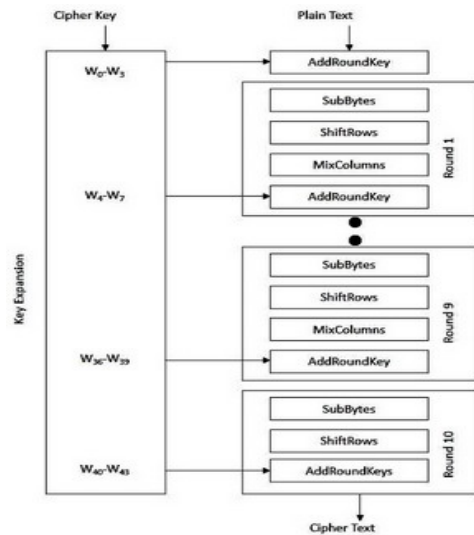 Cipher Key
Plain Text
W₀-W₃
AddRoundKey
SubBytes
ShiftRows
MixColumns
Round 1
W₄-W₇
AddRoundKey
Key Expansion
SubBytes
ShiftRows
MixColumns
Round 9
W₃₆-W₃₉
AddRoundKey
SubBytes
ShiftRows
Round 10
W₄₀-W₄₃
AddRoundKeys
Cipher Text